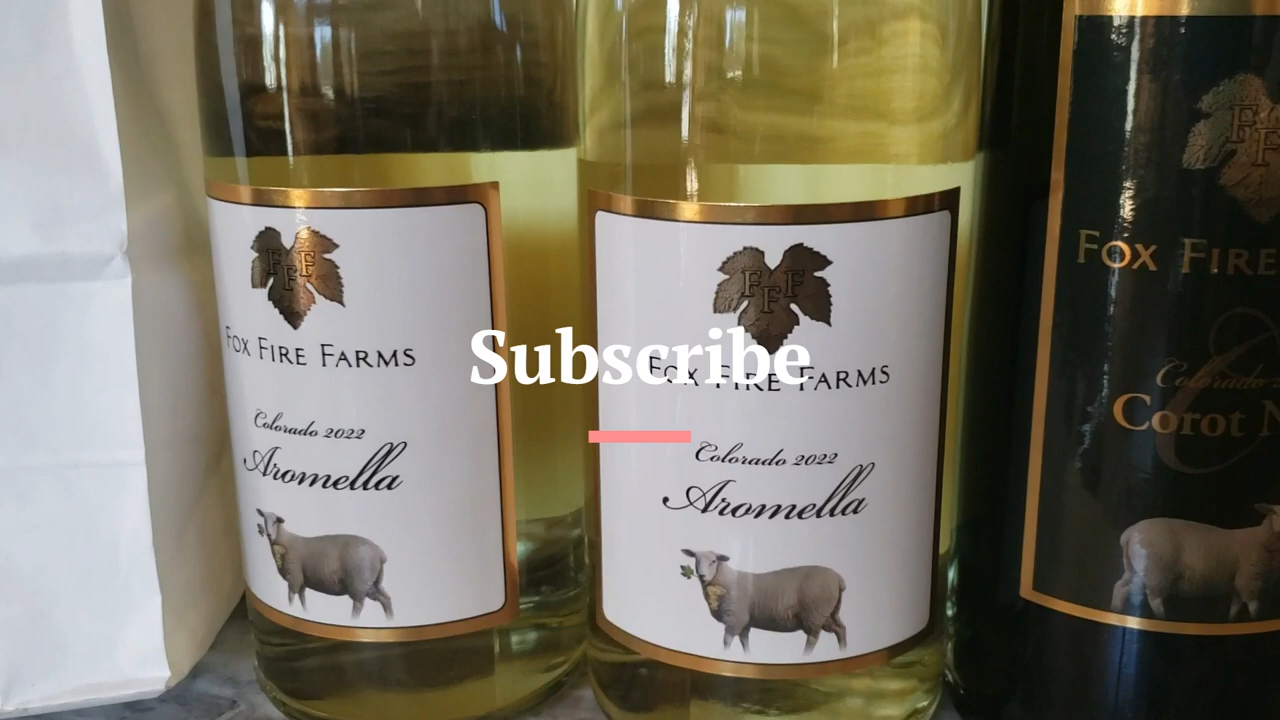 FFF
FOX FIRE FARMS
Colorado 2022
Aromella
FFF
FOX FIRE FARMS
Colorado 2022
Aromella
Subscribe
FF
FOX FIRE
Colorado
Corot